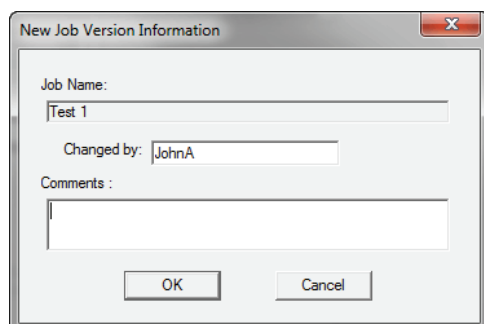 New Job Version Information
Job Name:
Test 1
Changed by: JohnA
Comments :
OK Cancel